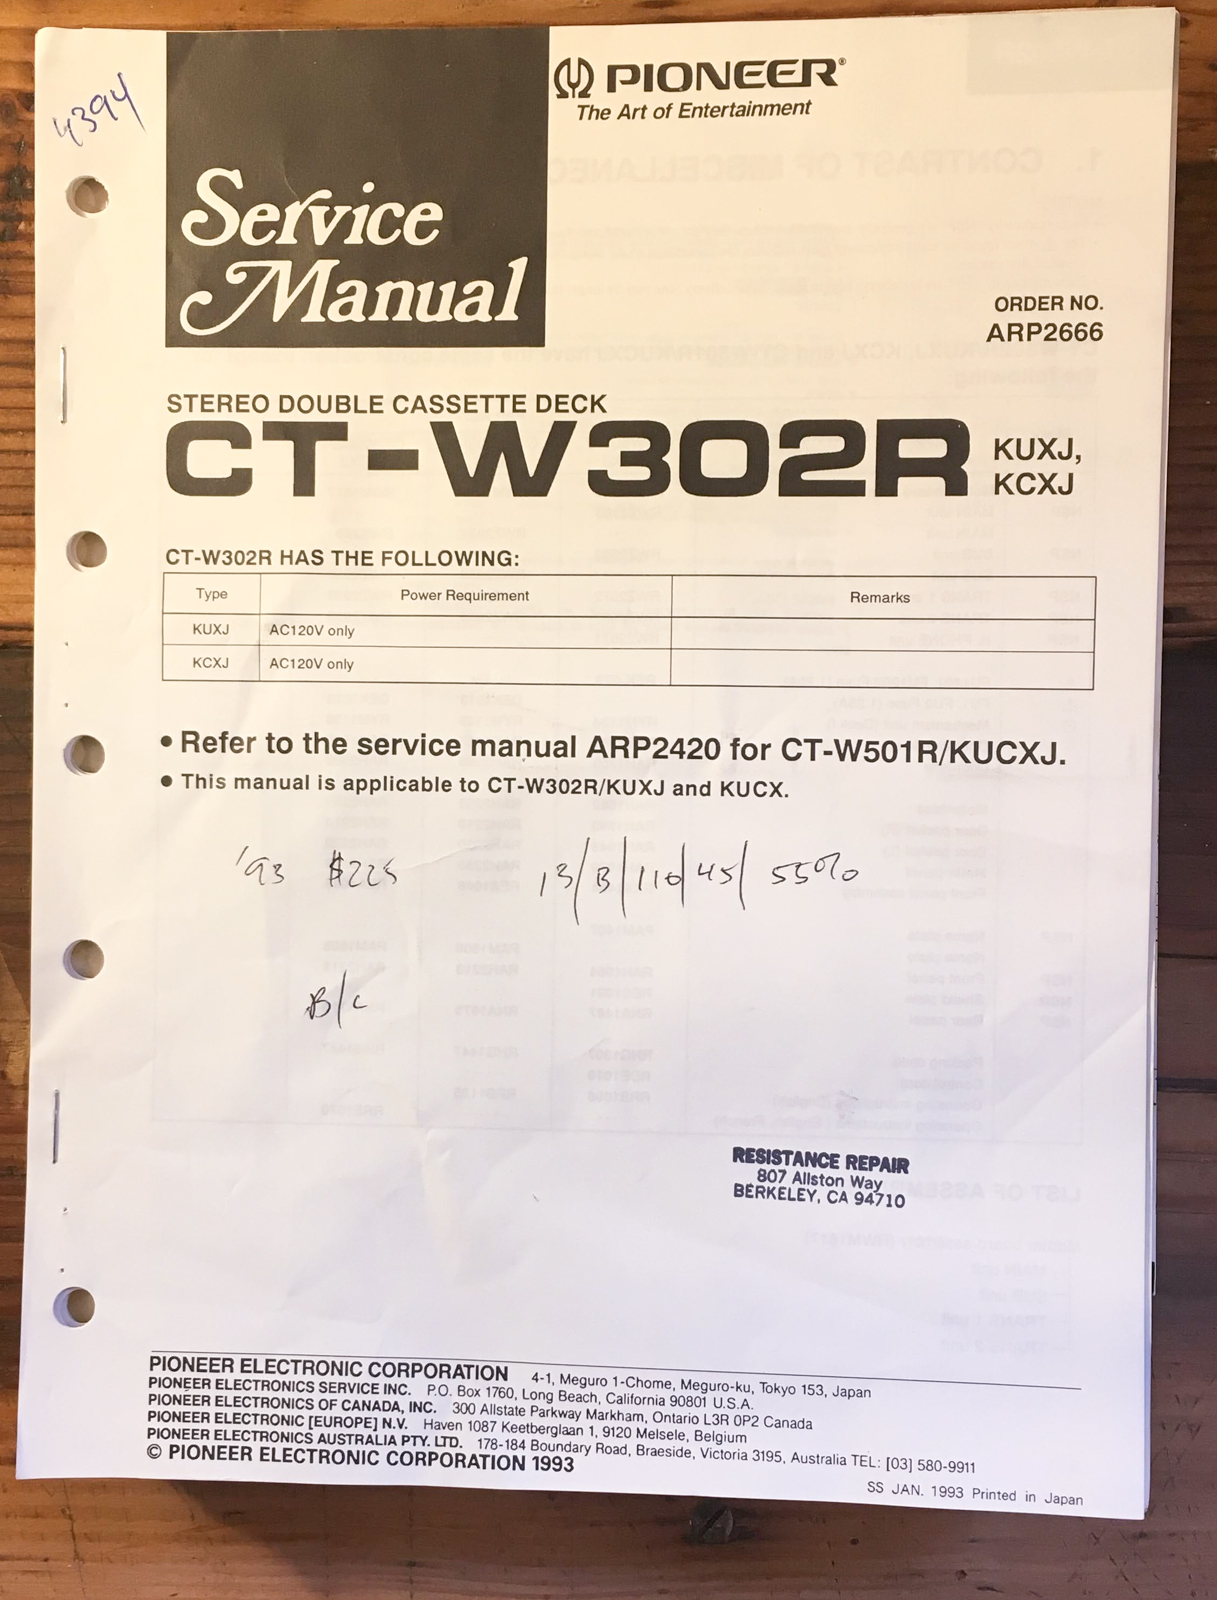 4394
PIONEER®
The Art of Entertainment
Service
Manual
ORDER NO.
ARP2666
STEREO DOUBLE CASSETTE DECK
CT-W302R KUXJ,
KCXJ
CT-W302R HAS THE FOLLOWING:
Type Power Requirement Remarks
KUXJ AC120V only
KCXJ AC120V only
• Refer to the service manual ARP2420 for CT-W501R/KUCXJ.
• This manual is applicable to CT-W302R/KUXJ and KUCX.
'93 $225 13/B/110/45/55%
B/C
RESISTANCE REPAIR
807 Allston Way
BERKELEY, CA 94710
PIONEER ELECTRONIC CORPORATION 4-1, Meguro 1-Chome, Meguro-ku, Tokyo 153, Japan
PIONEER ELECTRONICS SERVICE INC. P.O. Box 1760, Long Beach, California 90801 U.S.A.
PIONEER ELECTRONICS OF CANADA, INC. 300 Allstate Parkway Markham, Ontario L3R 0P2 Canada
PIONEER ELECTRONIC [EUROPE] N.V. Haven 1087 Keetberglaan 1, 9120 Melsele, Belgium
PIONEER ELECTRONICS AUSTRALIA PTY. LTD. 178-184 Boundary Road, Braeside, Victoria 3195, Australia TEL: [03] 580-9911
© PIONEER ELECTRONIC CORPORATION 1993
SS JAN. 1993 Printed in Japan